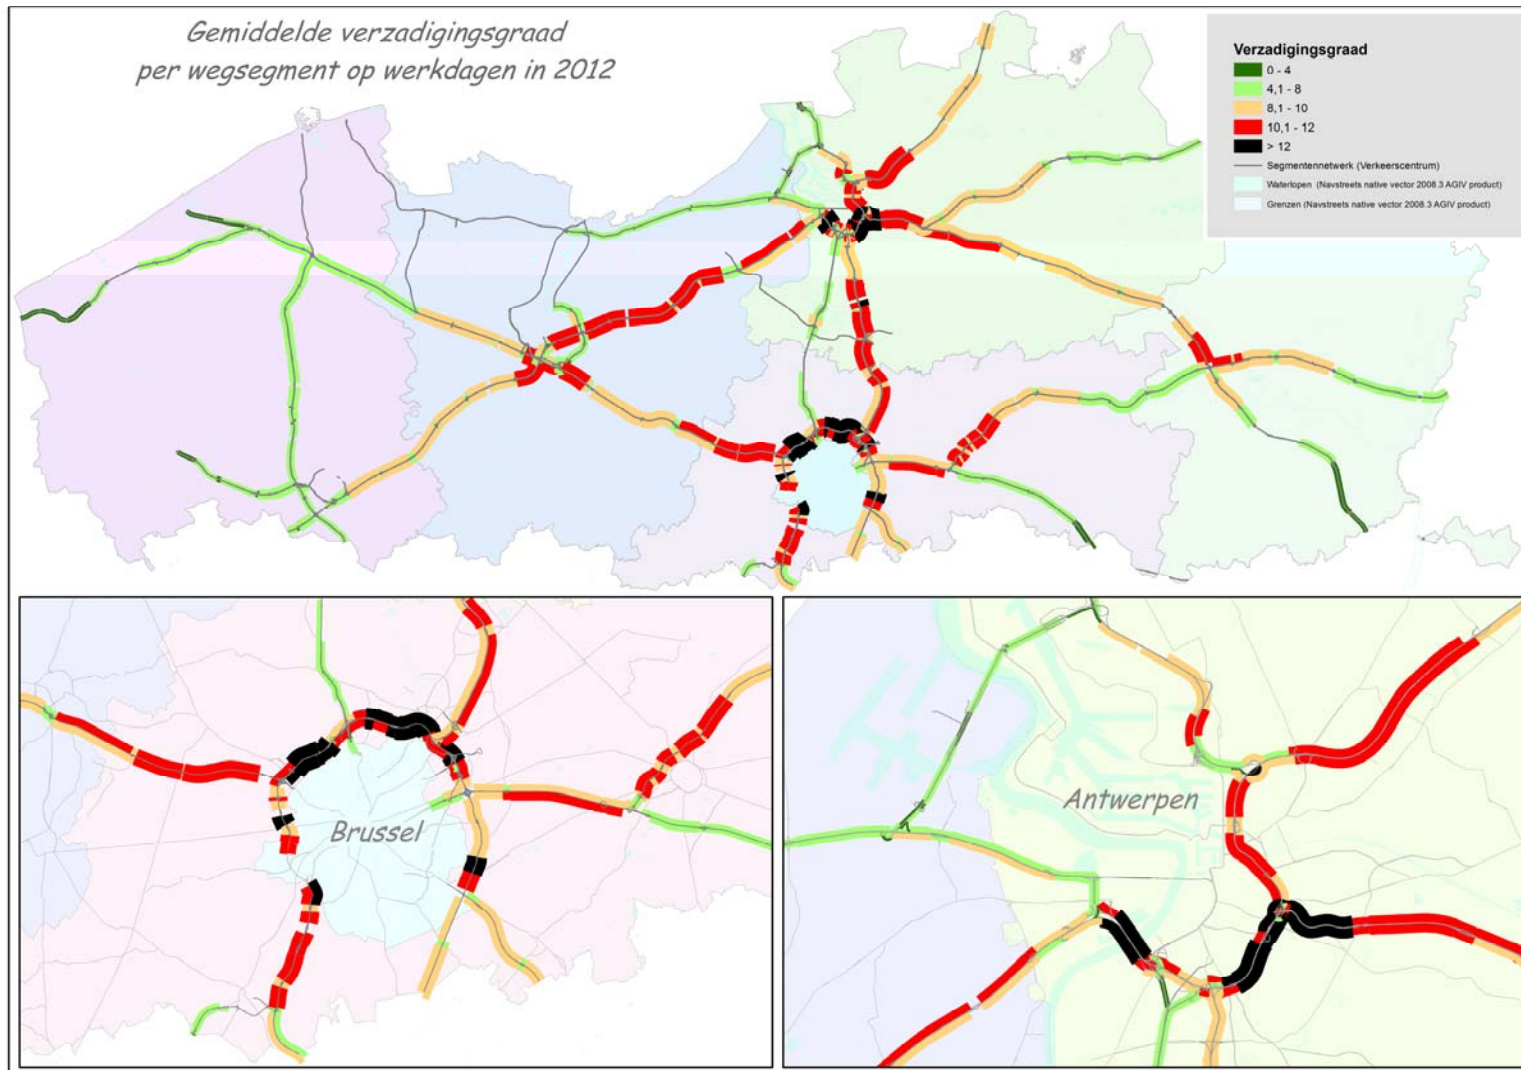 Gemiddelde verzadigingsgraad
per wegsegment op werkdagen in 2012
Verzadigingsgraad
0 - 4
4,1 - 8
8,1 - 10
10,1 - 12
> 12
Segmentennetwerk (Verkeerscentrum)
Waterlopen (Navstreets native vector 2008.3 AGIV product)
Grenzen (Navstreets native vector 2008.3 AGIV product)
Brussel
Antwerpen